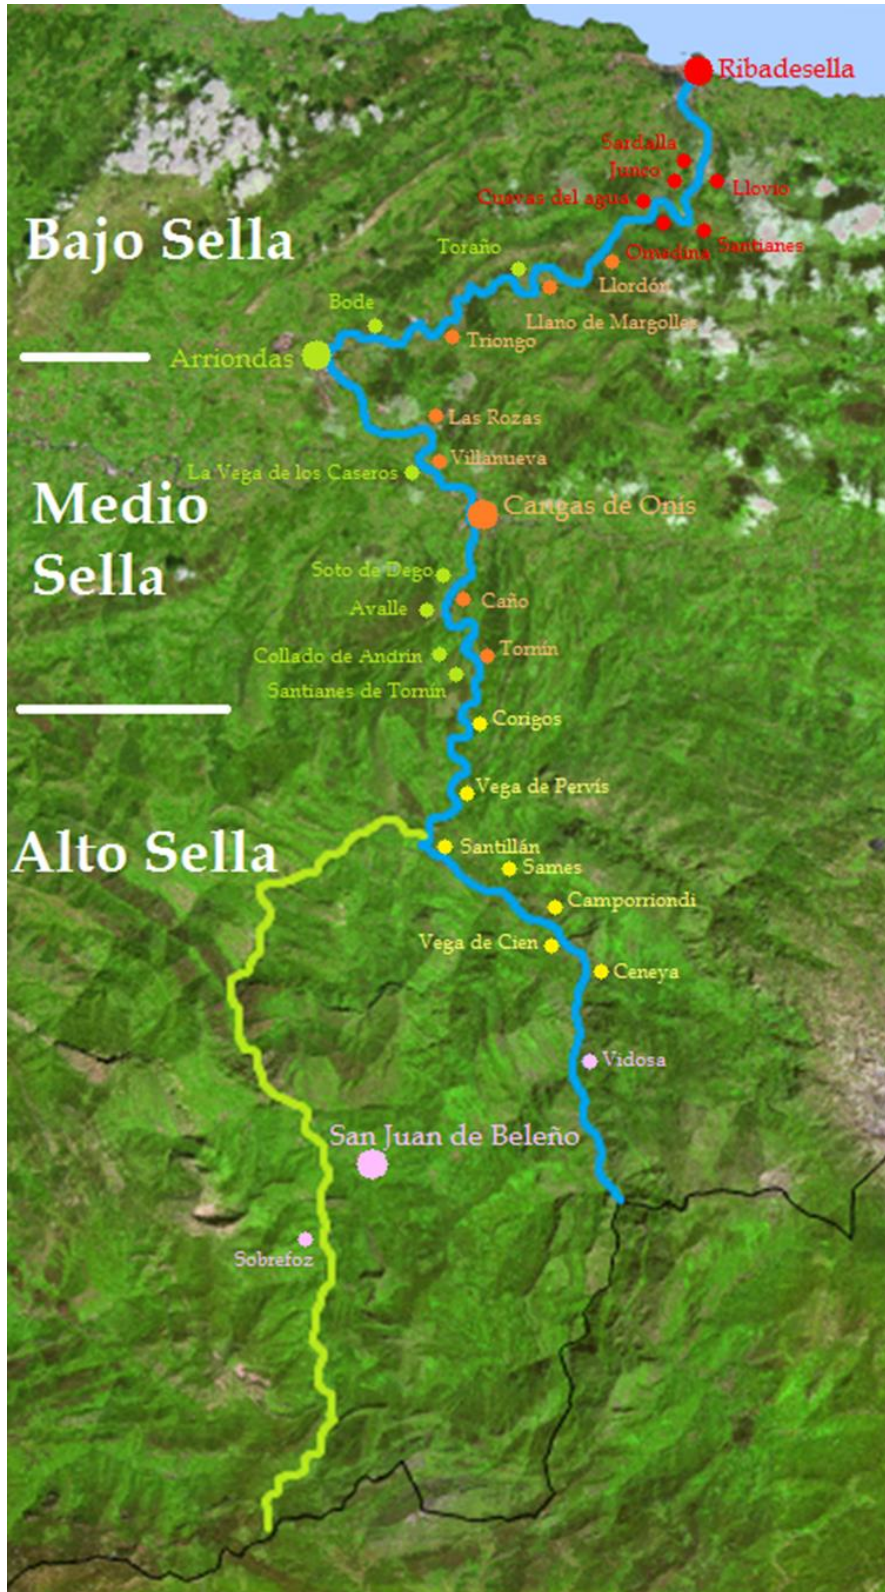 Ribadesella
Sardalla
Junco
Llovio
Cuevas del agua
Bajo Sella
Santianes
Omedina
Toraño
Llordón
Bode
Llano de Margolles
Triongo
Arriondas
Las Rozas
Villanueva
La Vega de los Caseros
Medio
Sella
Cangas de Onís
Soto de Dego
Caño
Avalle
Tornín
Collado de Andrín
Santianes de Tornín
Corigos
Vega de Pervís
Alto Sella
Santillán
Sames
Camporriondi
Vega de Cien
Ceneya
Vidosa
San Juan de Beleño
Sobrefoz